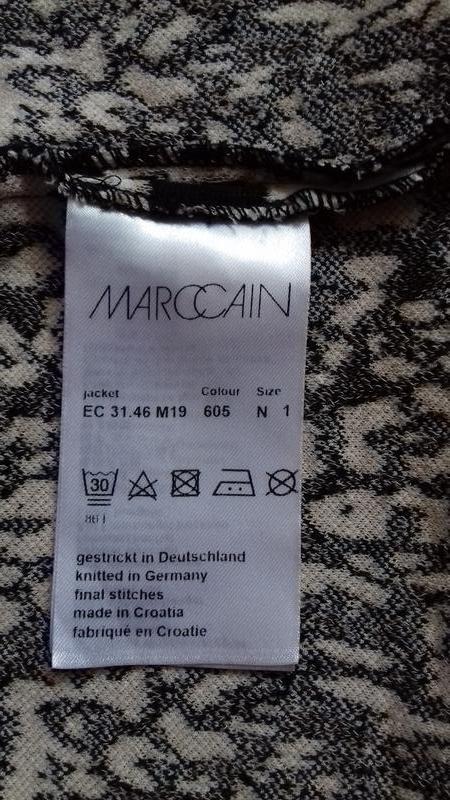 MARCCAIN
jacket Colour Size
EC 31.46 M19 605 N 1
30
gestrickt in Deutschland
knitted in Germany
final stitches
made in Croatia
fabriqué en Croatie